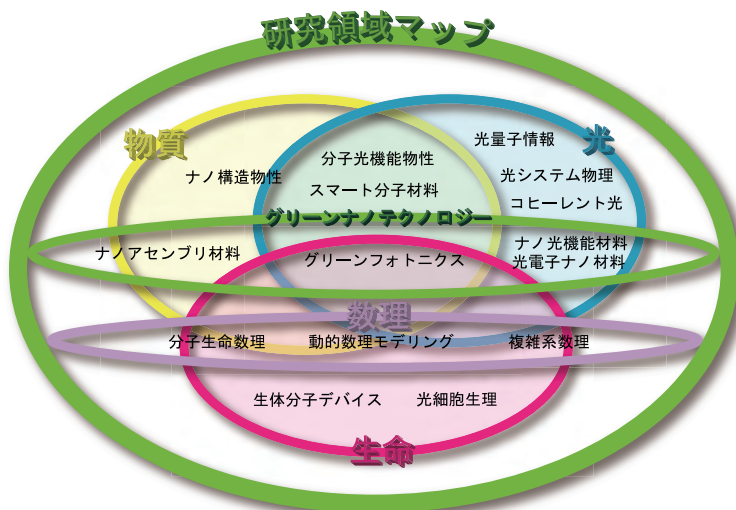 研究領域マップ
物質
光
光量子情報
分子光機能物性
ナノ構造物性
光システム物理
スマート分子材料
コヒーレント光
グリーンナノテクノロジー
ナノアセンブリ材料
ナノ光機能材料
光電子ナノ材料
グリーンフォトニクス
数理
分子生命数理
動的数理モデリング
複雑系数理
生体分子デバイス
光細胞生理
生命